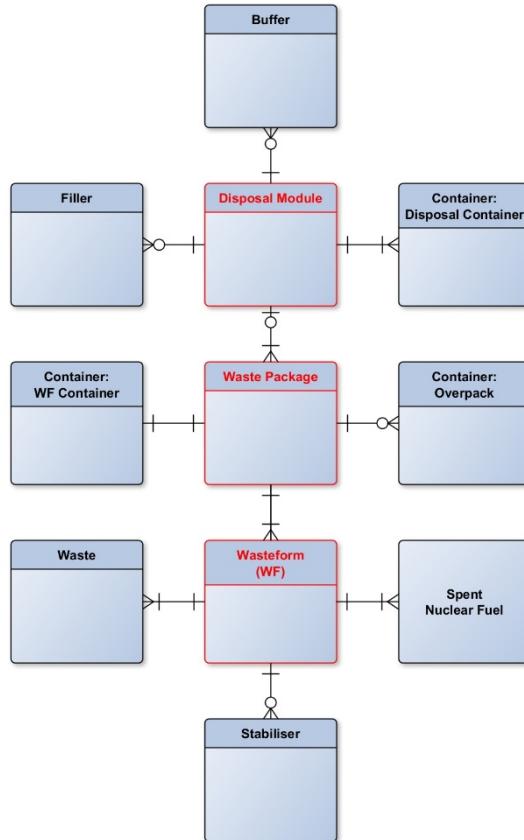 Buffer
Filler
Disposal Module
Container:
Disposal Container
Container:
WF Container
Waste Package
Container:
Overpack
Waste
Wasteform
(WF)
Spent
Nuclear Fuel
Stabiliser